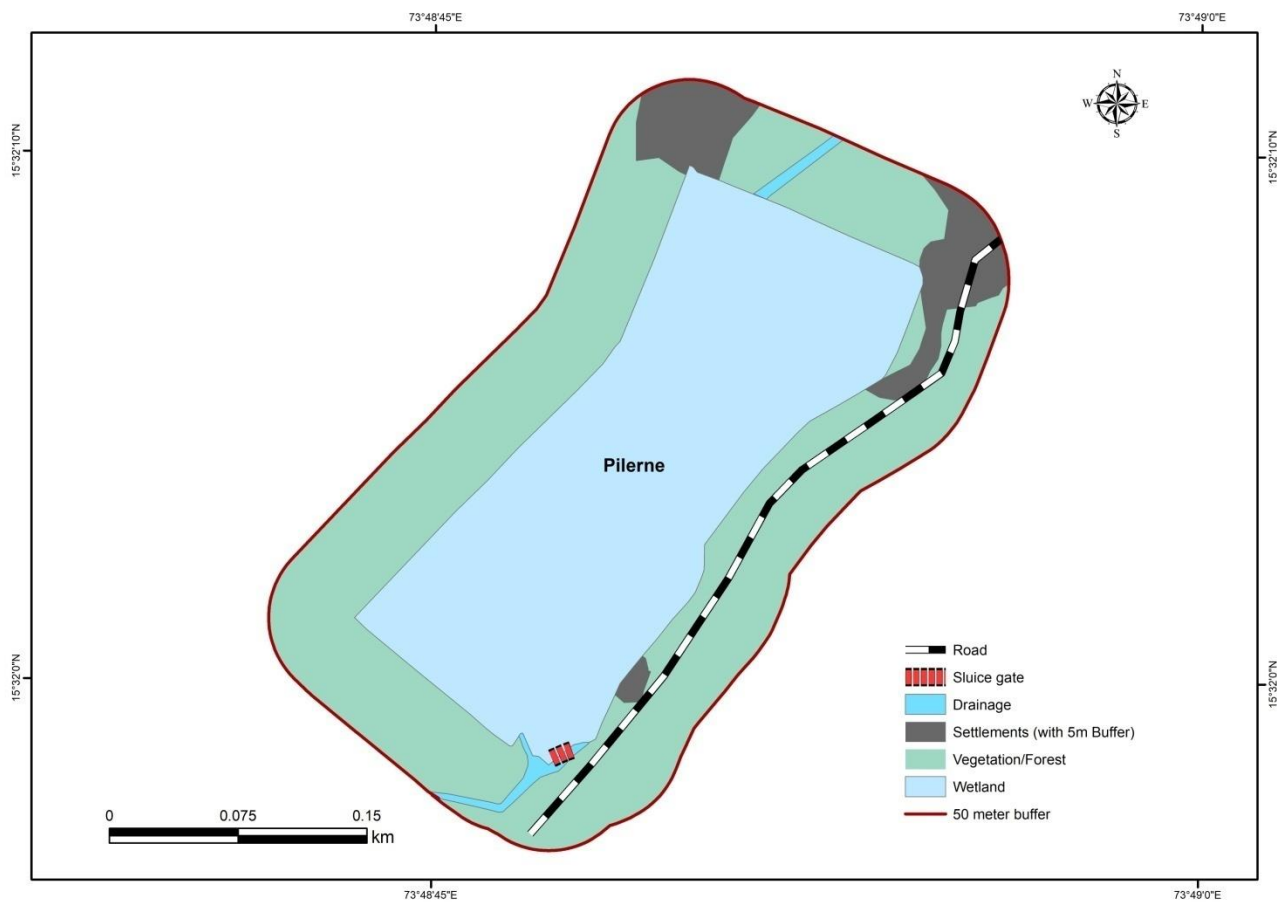 73°48'45"E
73°49'0"E
N
W E
S
15°32'10"N
15°32'10"N
Pilerne
Road
Sluice gate
Drainage
Settlements (with 5m Buffer)
Vegetation/Forest
Wetland
50 meter buffer
15°32'0"N
15°32'0"N
0 0.075 0.15
km
73°48'45"E
73°49'0"E